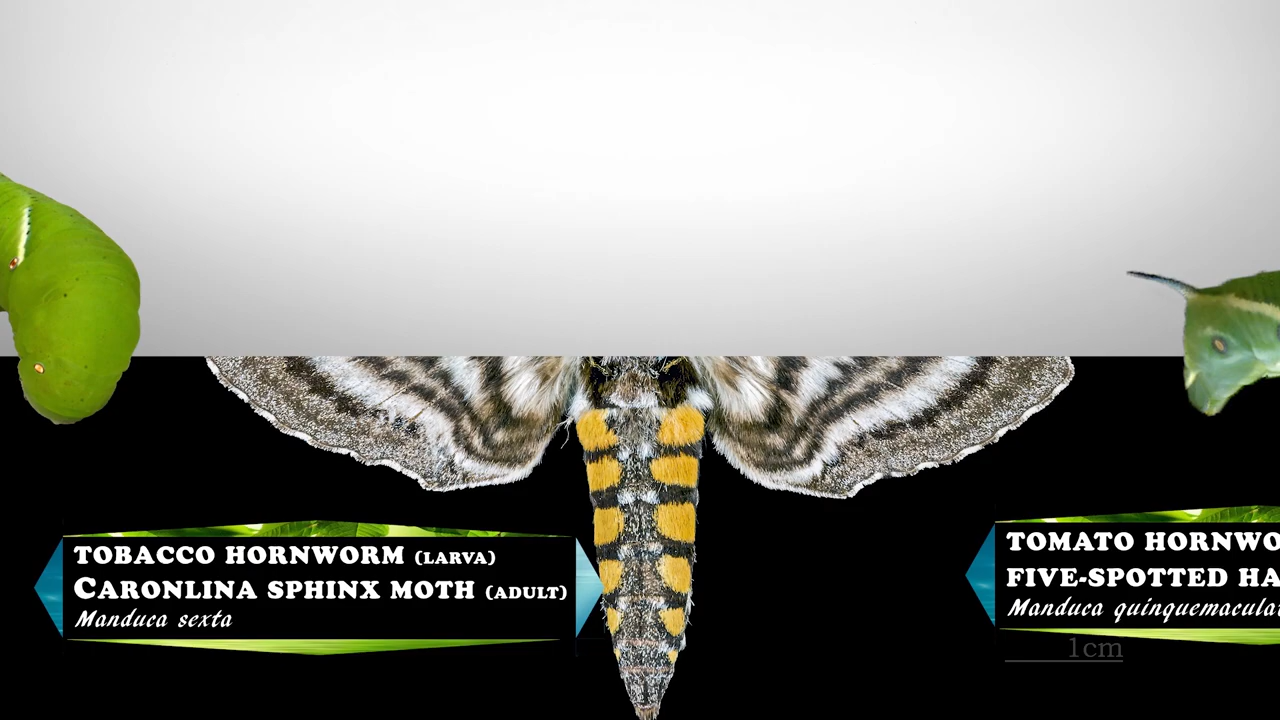 TOBACCO HORNWORM (LARVA)
CARONLINA SPHINX MOTH (ADULT)
Manduca sexta
TOMATO HORNWO
FIVE-SPOTTED HA
Manduca quinquemacula
1cm